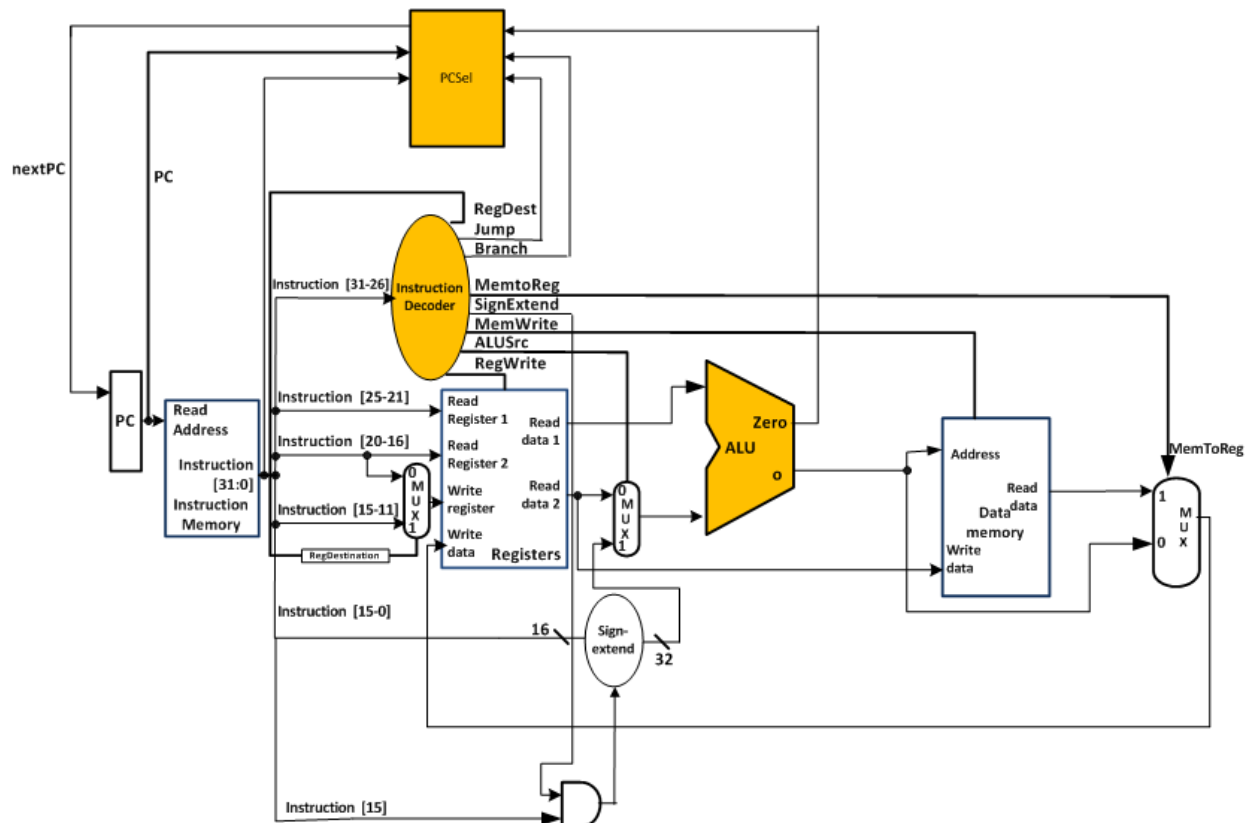 PCSel
nextPC
PC
RegDest
Jump
Branch
Instruction [31-26]
Instruction
Decoder
MemtoReg
SignExtend
MemWrite
ALUSrc
RegWrite
PC
Read
Address
Instruction
[31:0]
Instruction
Memory
Instruction [25-21]
Instruction [20-16]
Instruction [15-11]
RegDestination
0
M
U
X
1
Read
Register 1
Read
Register 2
Write
register
Write
data
Read
data 1
Read
data 2
Registers
0
M
U
X
1
Zero
ALU
o
Address
Read
data
Data
memory
Write
data
MemToReg
1
M
U
X
0
Instruction [15-0]
16
Sign-
extend
32
Instruction [15]